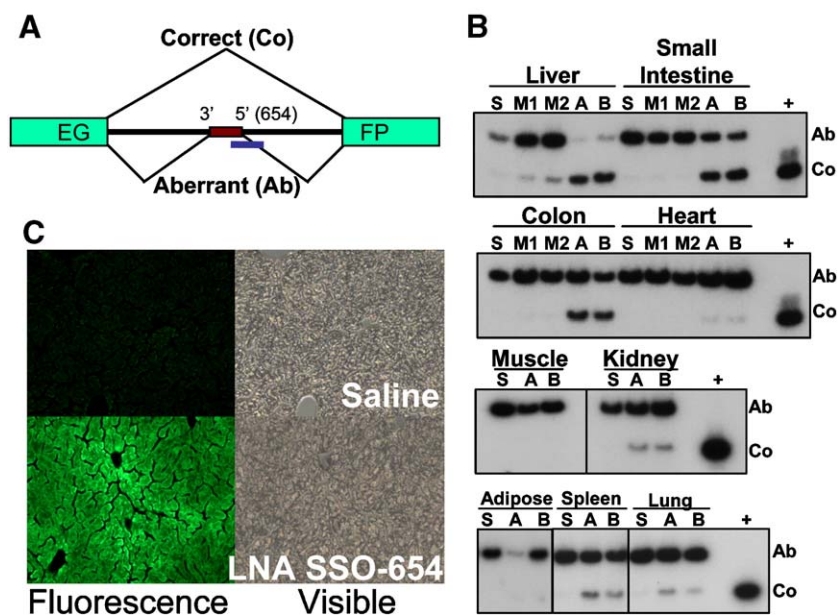 A
Correct (Co)
3’ 5’ (654)
EG FP
Aberrant (Ab)
B
Liver Small Intestine
S M1 M2 A B S M1 M2 A B +
Ab
Co
Colon Heart
S M1 M2 A B S M1 M2 A B +
Ab
Co
Muscle Kidney
S A B S A B +
Ab
Co
Adipose Spleen Lung
S A B S A B S A B +
Ab
Co
C
Saline
LNA SSO-654
Fluorescence Visible